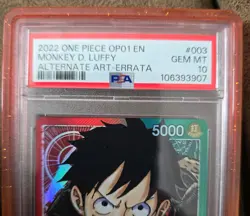 2022 ONE PIECE OP01 EN #003
MONKEY D. LUFFY GEM MT
ALTERNATE ART-ERRATA 10
PSA 106393907
5000